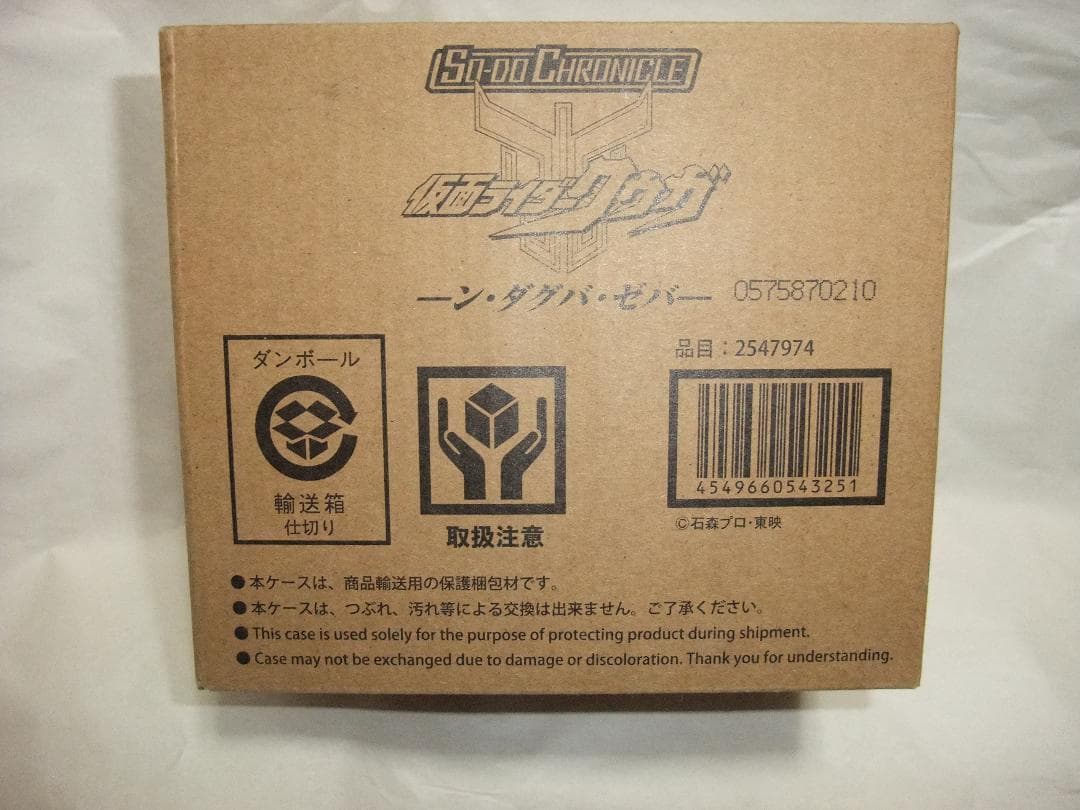 SO-DO CHRONICLE
仮面ライダークウガ
―ン・ダグバ・ゼバ― 0575870210
品目：2547974
ダンボール
輸送箱
仕切り
取扱注意
4549660543251
©石森プロ・東映
●本ケースは、商品輸送用の保護梱包材です。
●本ケースは、つぶれ、汚れ等による交換は出来ません。ご了承ください。
●This case is used solely for the purpose of protecting product during shipment.
●Case may not be exchanged due to damage or discoloration. Thank you for understanding.